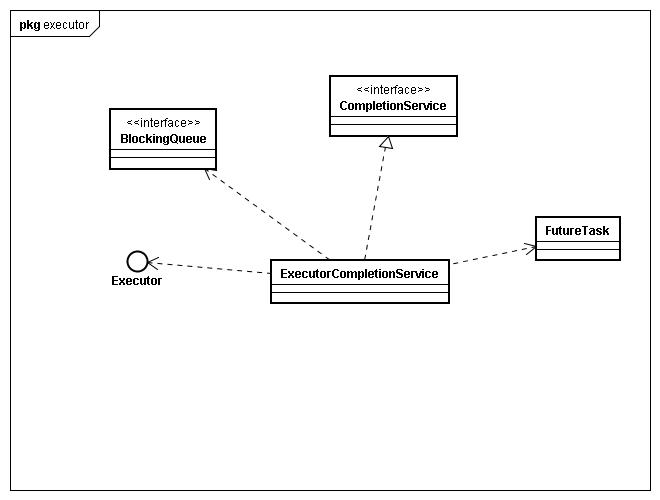 pkg executor
<<interface>>
CompletionService
<<interface>>
BlockingQueue
FutureTask
Executor
ExecutorCompletionService